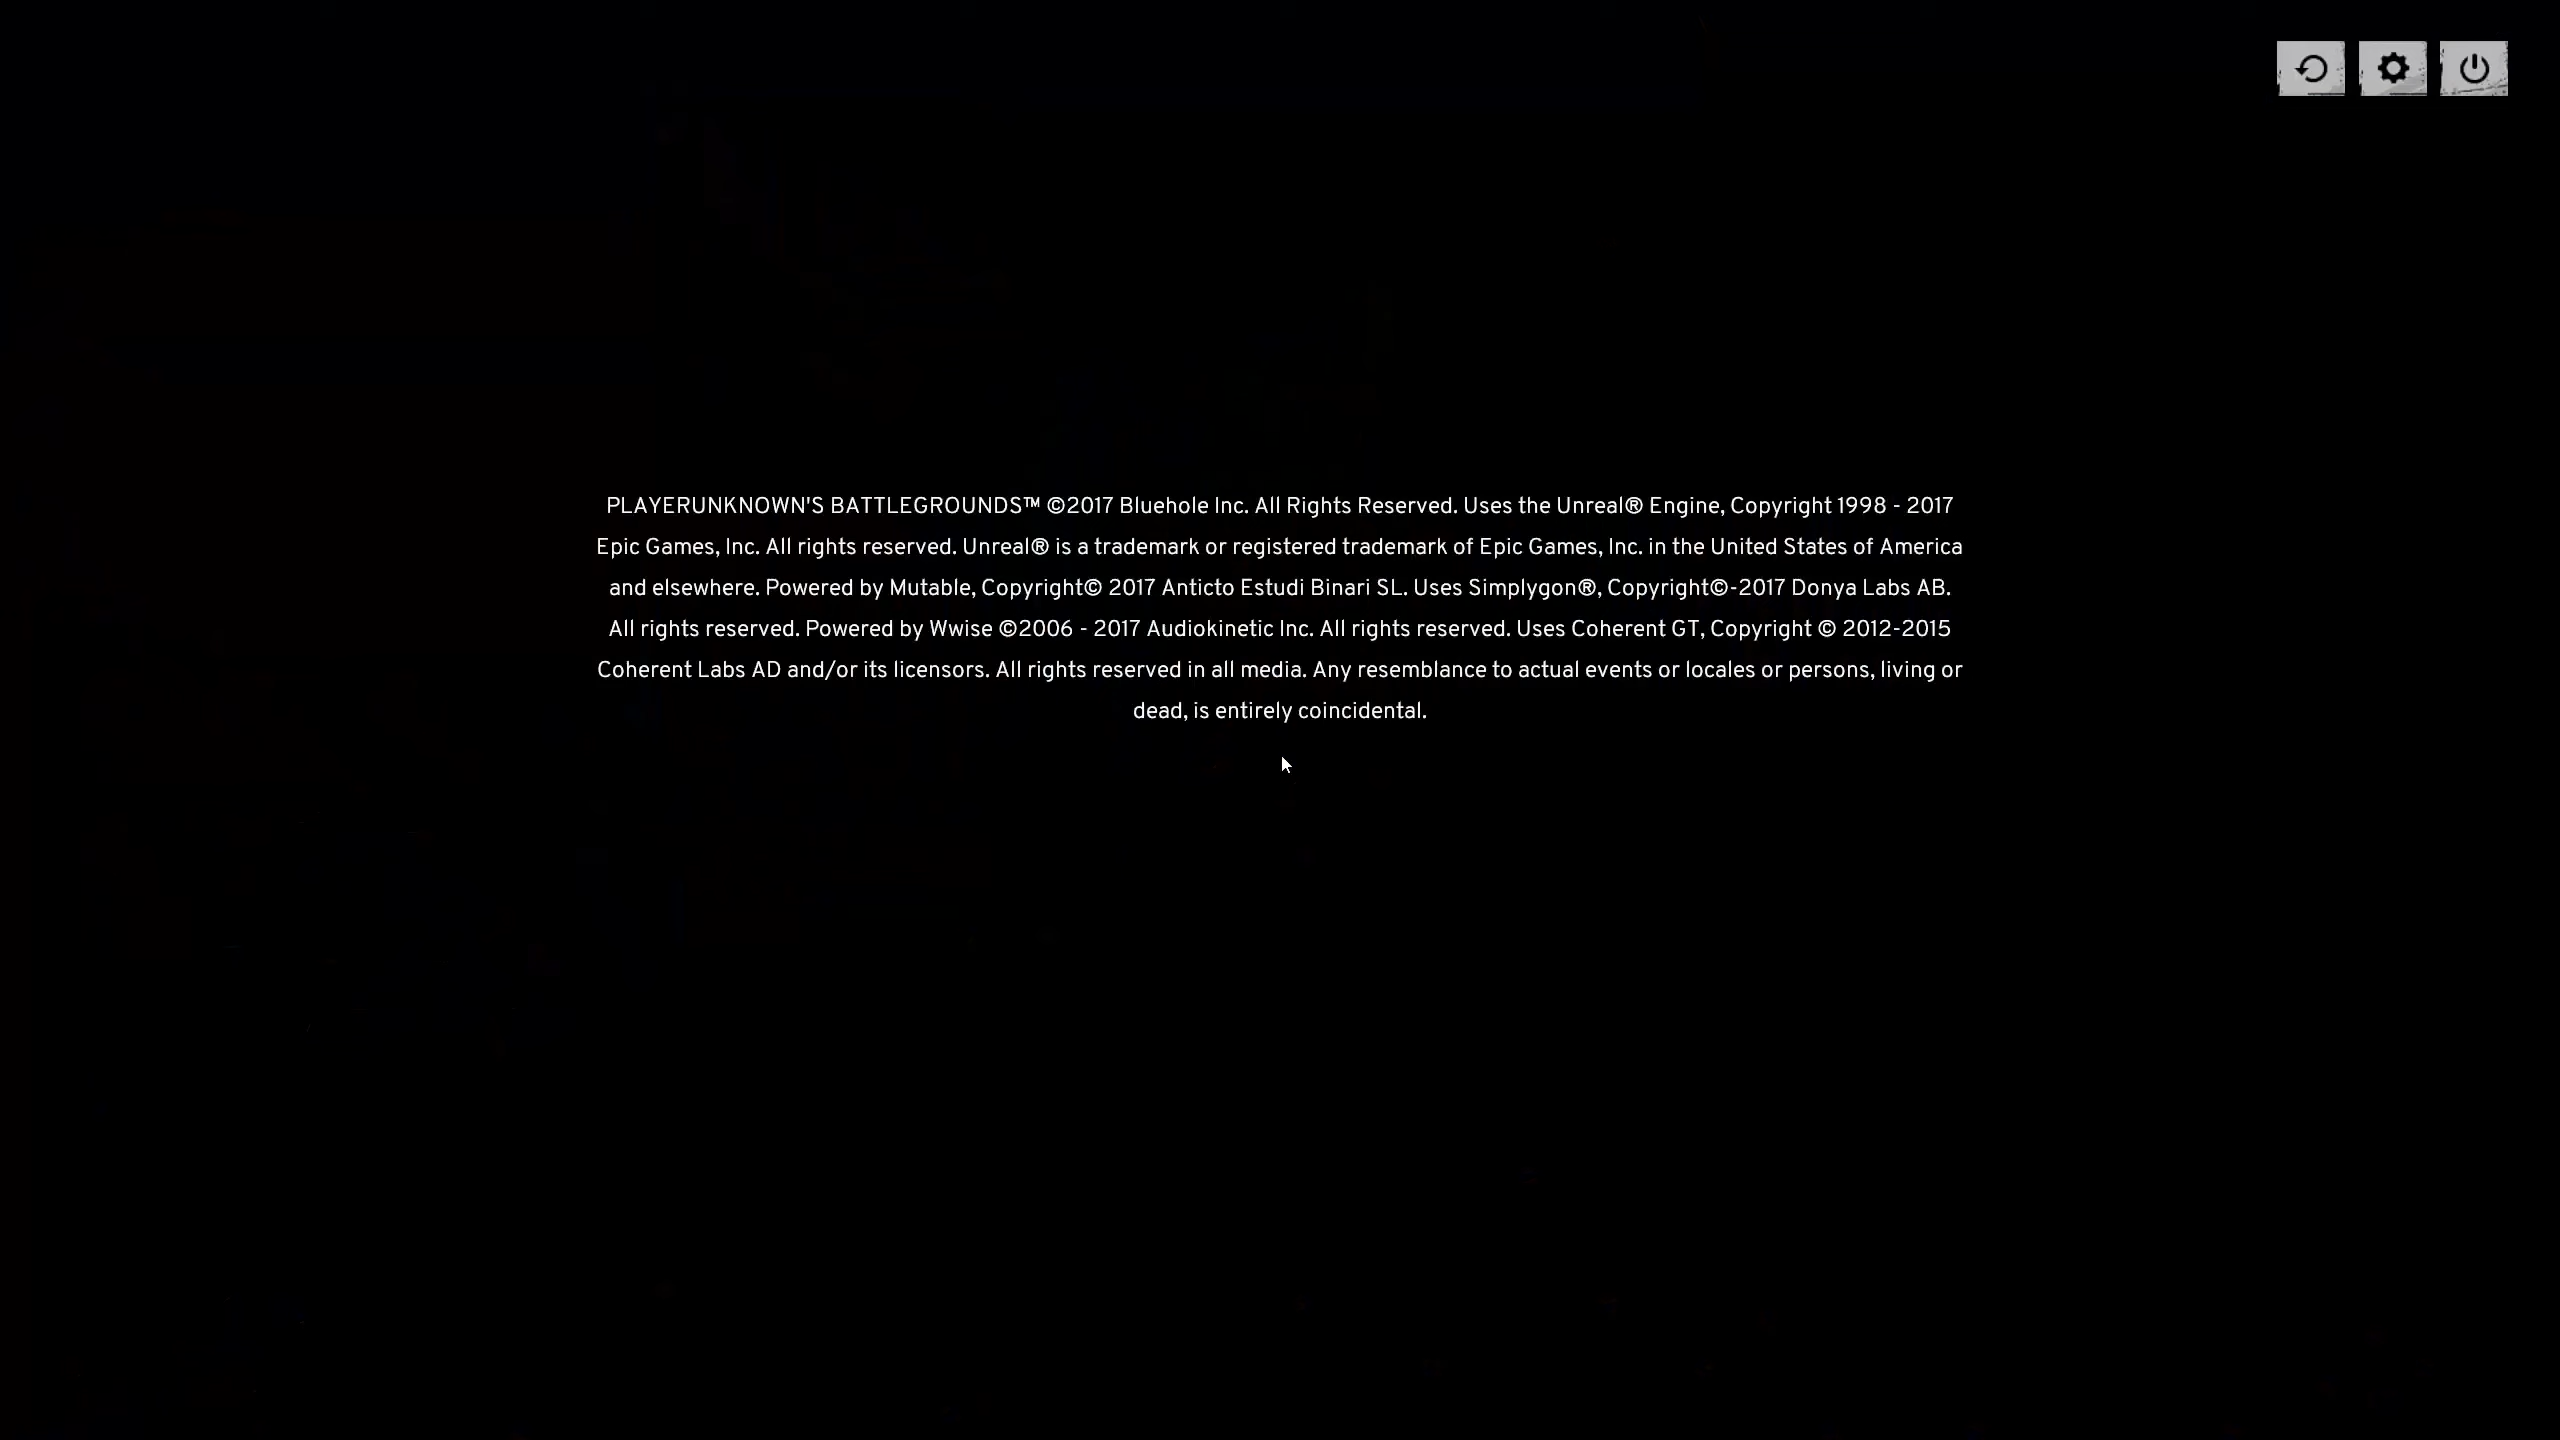 PLAYERUNKNOWN'S BATTLEGROUNDS™ ©2017 Bluehole Inc. All Rights Reserved. Uses the Unreal® Engine, Copyright 1998 - 2017
Epic Games, Inc. All rights reserved. Unreal® is a trademark or registered trademark of Epic Games, Inc. in the United States of America
and elsewhere. Powered by Mutable, Copyright© 2017 Anticto Estudi Binari SL. Uses Simplygon®, Copyright©-2017 Donya Labs AB.
All rights reserved. Powered by Wwise ©2006 - 2017 Audiokinetic Inc. All rights reserved. Uses Coherent GT, Copyright © 2012-2015
Coherent Labs AD and/or its licensors. All rights reserved in all media. Any resemblance to actual events or locales or persons, living or
dead, is entirely coincidental.